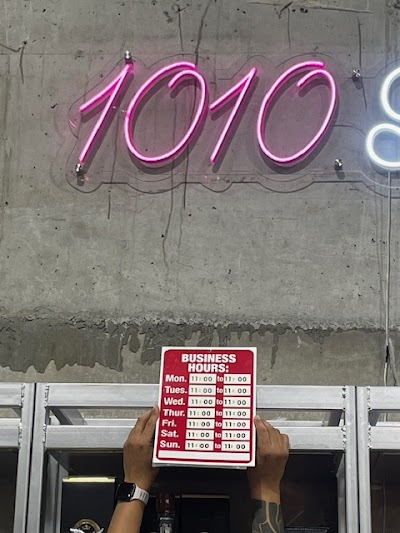 1010
BUSINESS
HOURS:
Mon. 11:00 to 11:00
Tues. 11:00 to 11:00
Wed. 11:00 to 11:00
Thur. 11:00 to 11:00
Fri. 11:00 to 11:00
Sat. 11:00 to 11:00
Sun. 11:00 to 11:00